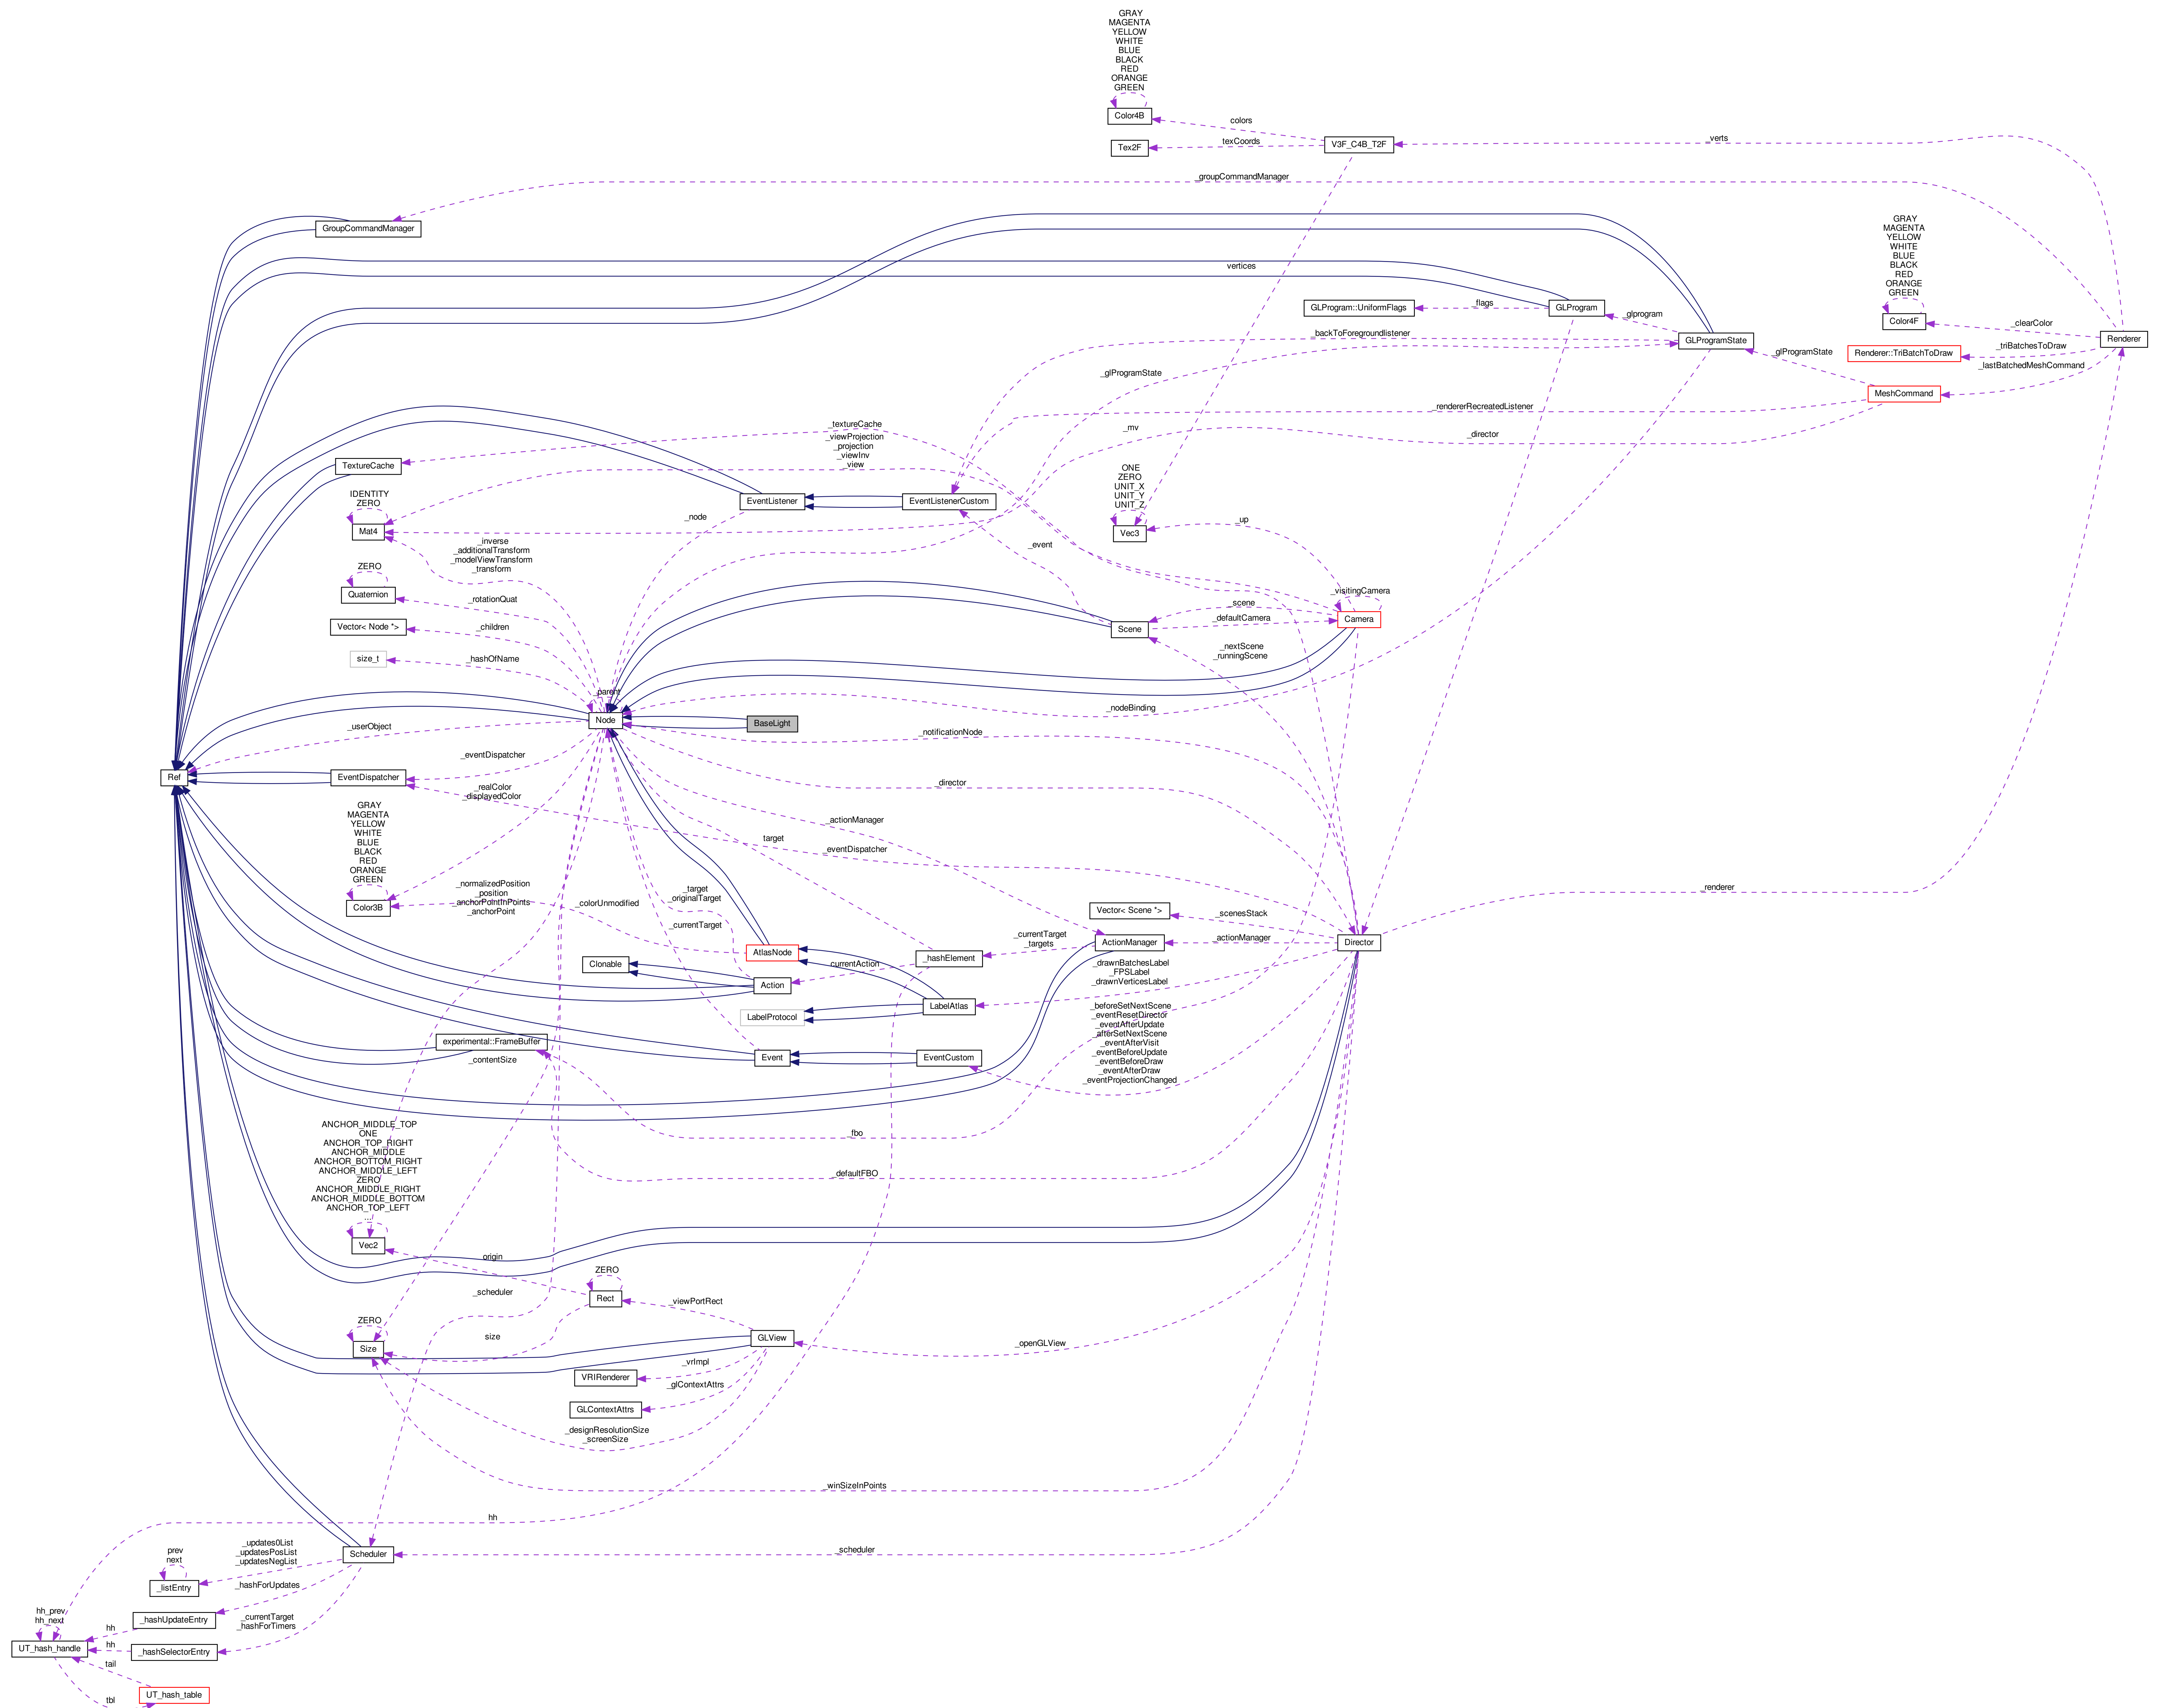 GRAY
MAGENTA
YELLOW
WHITE
BLUE
BLACK
RED
ORANGE
GREEN
Color4B
colors
Tex2F
texCoords
V3F_C4B_T2F
_verts
_groupCommandManager
GroupCommandManager
vertices
GRAY
MAGENTA
YELLOW
WHITE
BLUE
BLACK
RED
ORANGE
GREEN
Color4F
_clearColor
GLProgram::UniformFlags
_flags
GLProgram
_glprogram
GLProgramState
_backToForegroundlistener
Renderer
Renderer::TriBatchToDraw
_triBatchesToDraw
_glProgramState
_lastBatchedMeshCommand
_glProgramState
MeshCommand
_rendererRecreatedListener
_textureCache
_mv
_director
_viewProjection
_projection
_viewInv
_view
TextureCache
ONE
ZERO
UNIT_X
UNIT_Y
UNIT_Z
IDENTITY
ZERO
EventListener
EventListenerCustom
_node
_up
Mat4
Vec3
_inverse
_additionalTransform
_modelViewTransform
_transform
_event
ZERO
Quaternion
_rotationQuat
_visitingCamera
_scene
_defaultCamera
Camera
Vector< Node *>
_children
Scene
size_t
_hashOfName
_nextScene
_runningScene
_parent
Node
BaseLight
_nodeBinding
_userObject
_notificationNode
_eventDispatcher
Ref
EventDispatcher
_director
_realColor
_displayedColor
GRAY
MAGENTA
YELLOW
WHITE
BLUE
BLACK
RED
ORANGE
GREEN
_actionManager
target
_eventDispatcher
_renderer
_normalizedPosition
_position
_anchorPointInPoints
_anchorPoint
Color3B
_colorUnmodified
_target
_originalTarget
_currentTarget
Vector< Scene *>
_scenesStack
_currentTarget
_targets
ActionManager
_actionManager
Director
AtlasNode
_hashElement
Clonable
currentAction
Action
_drawnBatchesLabel
_FPSLabel
_drawnVerticesLabel
LabelProtocol
LabelAtlas
_beforeSetNextScene
_eventResetDirector
_eventAfterUpdate
_afterSetNextScene
_eventAfterVisit
_eventBeforeUpdate
_eventBeforeDraw
_eventAfterDraw
_eventProjectionChanged
experimental::FrameBuffer
_contentSize
Event
EventCustom
_fbo
ANCHOR_MIDDLE_TOP
ONE
ANCHOR_TOP_RIGHT
ANCHOR_MIDDLE
ANCHOR_BOTTOM_RIGHT
ANCHOR_MIDDLE_LEFT
ZERO
ANCHOR_MIDDLE_RIGHT
ANCHOR_MIDDLE_BOTTOM
ANCHOR_TOP_LEFT
...
_defaultFBO
Vec2
origin
ZERO
_scheduler
Rect
_viewPortRect
ZERO
size
Size
GLView
_openGLView
_vrImpl
VRIRenderer
_glContextAttrs
GLContextAttrs
_designResolutionSize
_screenSize
_winSizeInPoints
hh
Scheduler
_scheduler
prev
next
_updates0List
_updatesPosList
_updatesNegList
_listEntry
_hashForUpdates
hh_prev
hh_next
_hashUpdateEntry
_currentTarget
_hashForTimers
hh
UT_hash_handle
hh
_hashSelectorEntry
tail
UT_hash_table
tbl